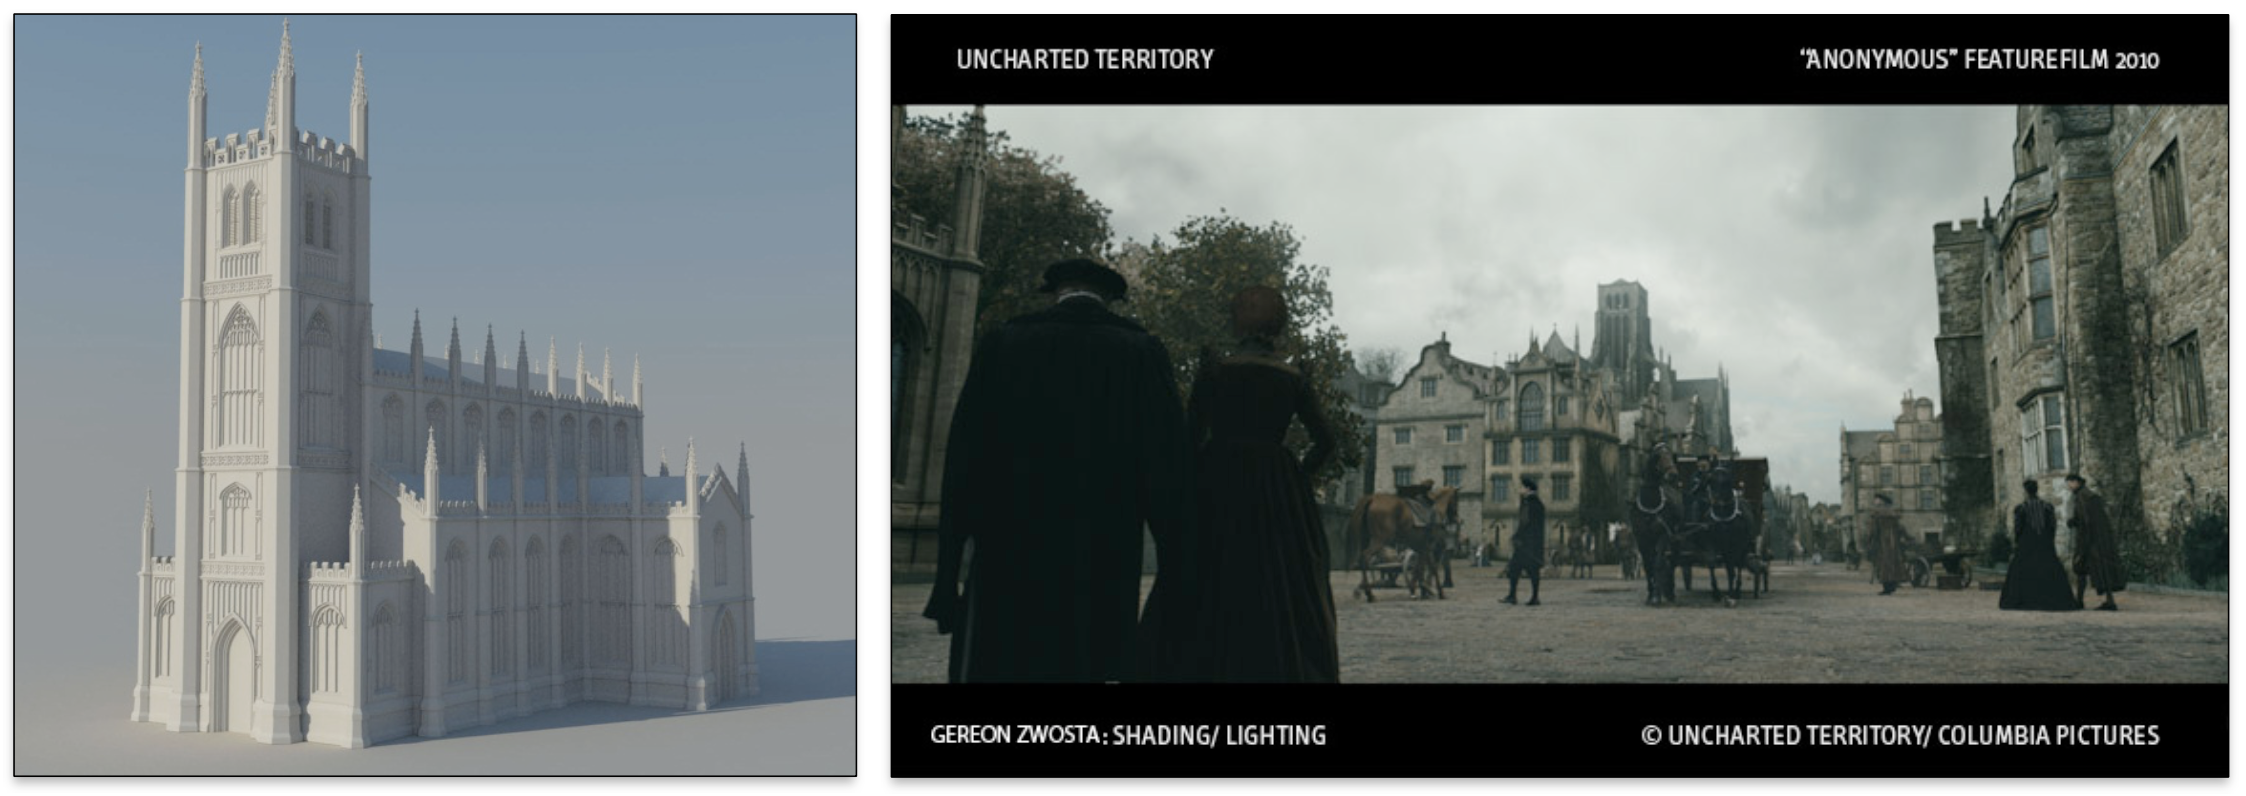 UNCHARTED TERRITORY
“ANONYMOUS” FEATUREFILM 2010
GEREON ZWOSTA: SHADING/ LIGHTING
© UNCHARTED TERRITORY/ COLUMBIA PICTURES